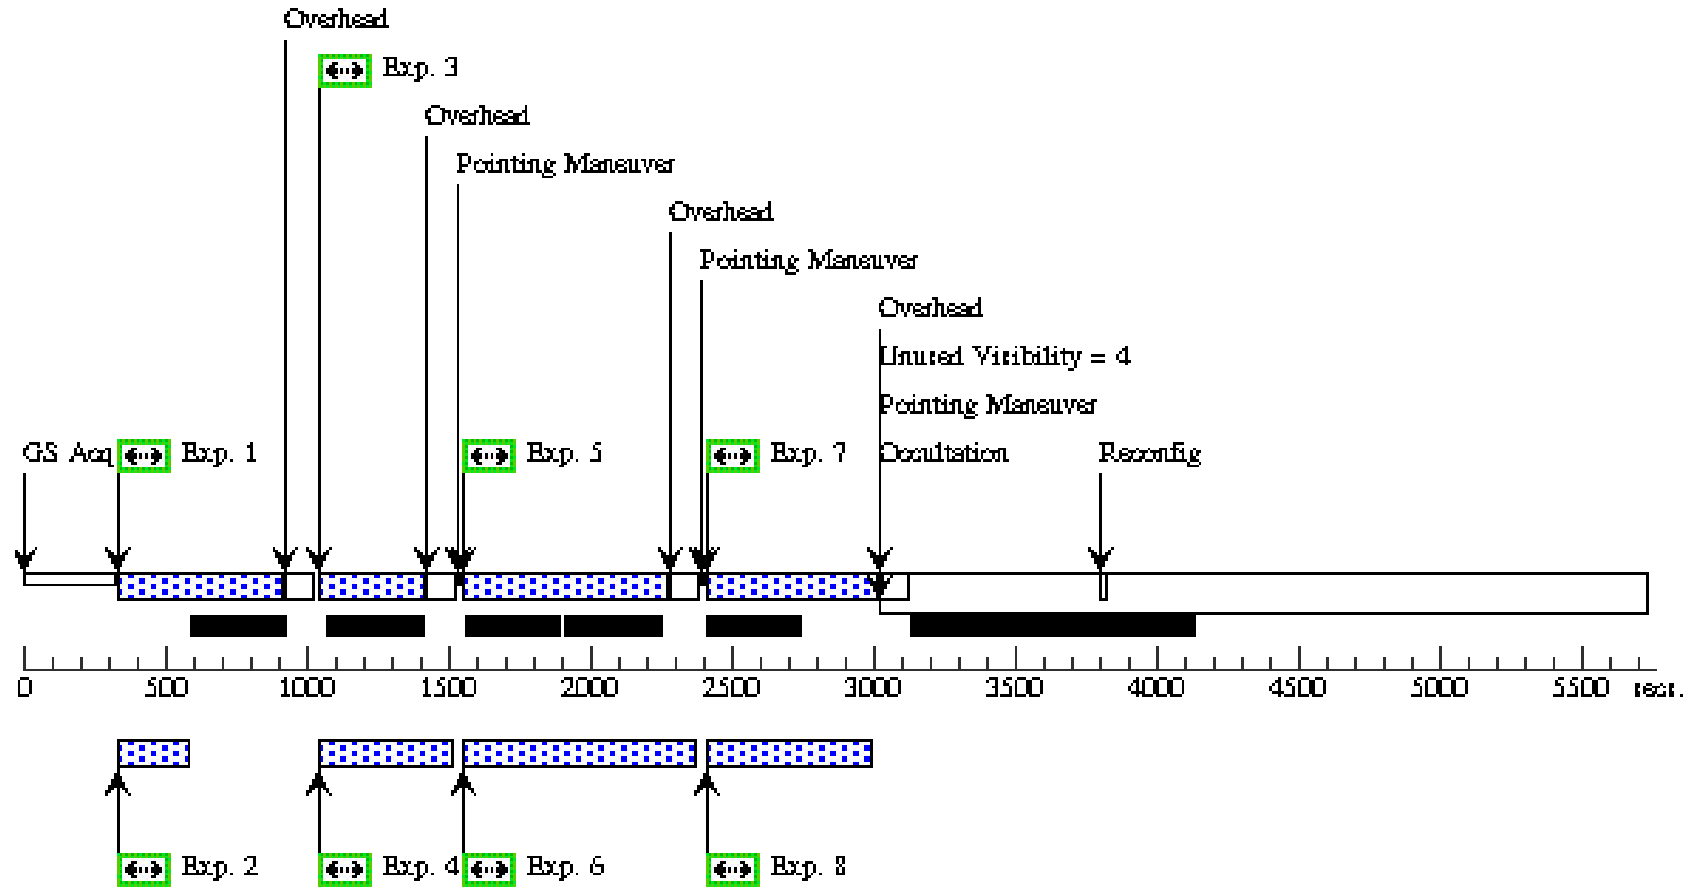 Overhead
Exp. 3
Overhead
Pointing Maneuver
Overhead
Pointing Maneuver
Overhead
Unused Visibility = 4
Pointing Maneuver
GS Acq Exp. 1 Exp. 5 Exp. 7 Occultation Reconfig
0 500 1000 1500 2000 2500 3000 3500 4000 4500 5000 5500 secs.
Exp. 2 Exp. 4 Exp. 6 Exp. 8